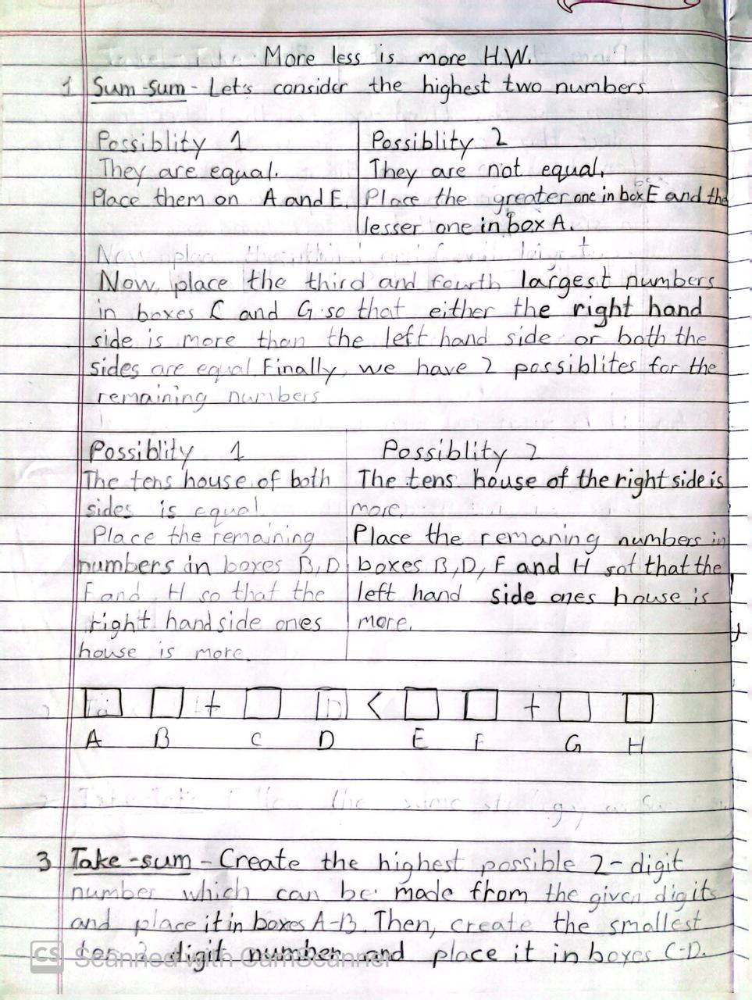 More less is more H.W.
1 Sum-sum - Let's consider the highest two numbers.
Possiblity 1
They are equal.
Place them on A and E.
Possiblity 2
They are not equal,
Place the greater one in box E and the
lesser one in box A.
Now, place the third and fourth largest numbers
in boxes C and G so that either the right hand
side is more than the left hand side or both the
sides are equal. Finally, we have 2 possiblites for the
remaining numbers
Possiblity 1
The tens house of both
sides is equal.
Place the remaining
numbers in boxes B, D
F and H so that the
right hand side ones
house is more.
Possiblity 2
The tens house of the right side is
more.
Place the remaning numbers in
boxes B, D, F and H sot that the
left hand side ones house is
more.
+ < +
A B C D E F G H
3 Take-sum - Create the highest possible 2-digit
number which can be made from the given digits
and place it in boxes A-B. Then, create the smallest
digit number and place it in boxes C-D.
CS Scanned with CamScanner